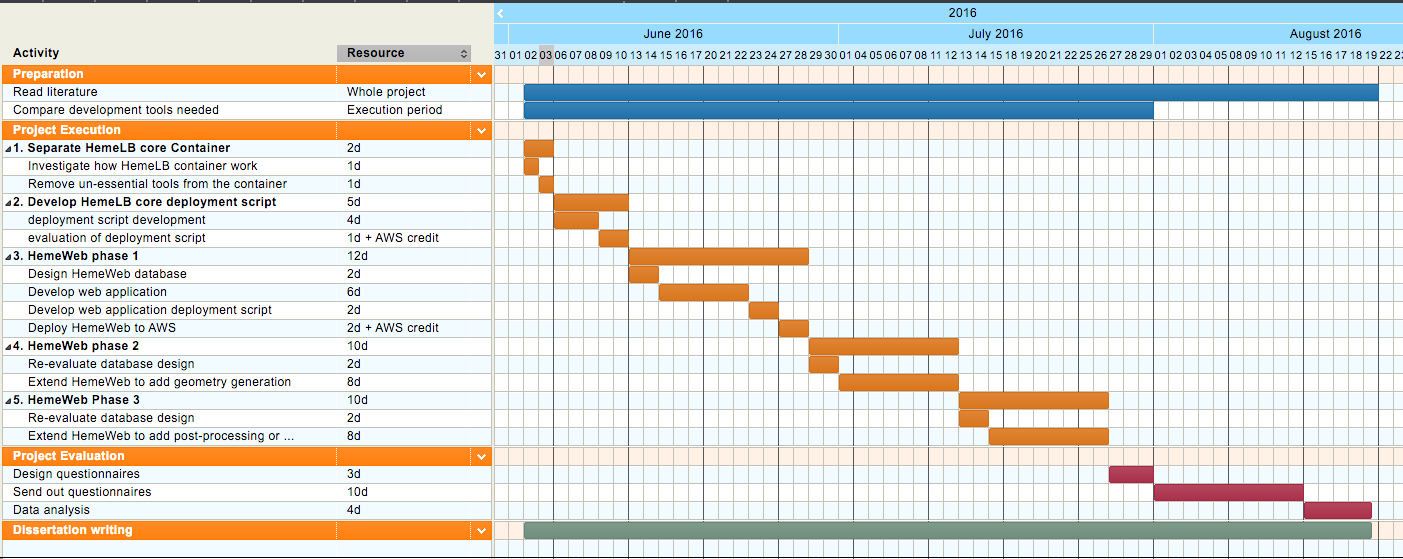 2016
June 2016 July 2016 August 2016
Activity Resource
31 01 02 03 06 07 08 09 10 13 14 15 16 17 20 21 22 23 24 27 28 29 30 01 04 05 06 07 08 11 12 13 14 15 18 19 20 21 22 25 26 27 28 29 01 02 03 04 05 08 09 10 11 12 15 16 17 18 19 22 23
Preparation
Read literature Whole project
Compare development tools needed Execution period
Project Execution
1. Separate HemeLB core Container 2d
Investigate how HemeLB container work 1d
Remove un-essential tools from the container 1d
2. Develop HemeLB core deployment script 5d
deployment script development 4d
evaluation of deployment script 1d + AWS credit
3. HemeWeb phase 1 12d
Design HemeWeb database 2d
Develop web application 6d
Develop web application deployment script 2d
Deploy HemeWeb to AWS 2d + AWS credit
4. HemeWeb phase 2 10d
Re-evaluate database design 2d
Extend HemeWeb to add geometry generation 8d
5. HemeWeb Phase 3 10d
Re-evaluate database design 2d
Extend HemeWeb to add post-processing or ... 8d
Project Evaluation
Design questionnaires 3d
Send out questionnaires 10d
Data analysis 4d
Dissertation writing